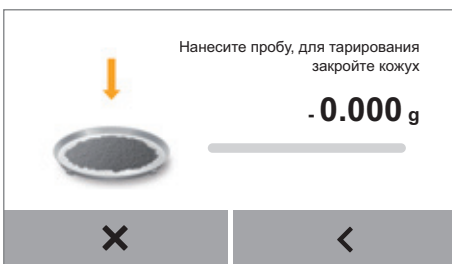 Нанесите пробу, для тарирования
закройте кожух
- 0.000 g